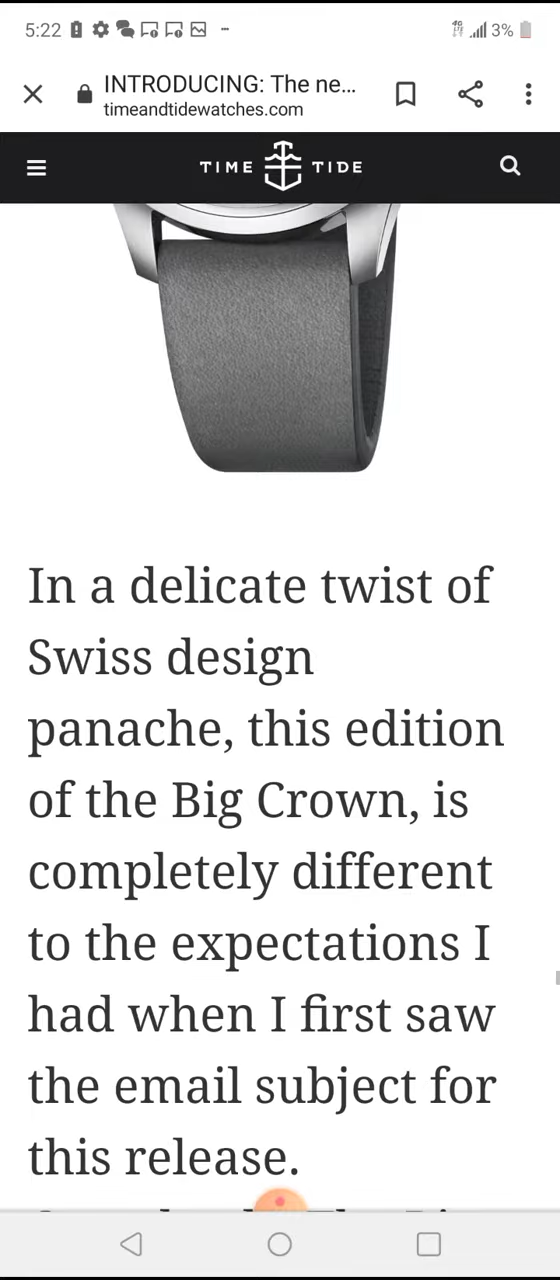 5:22
4G
LTE
3%
INTRODUCING: The ne...
timeandtidewatches.com
TIME TIDE
In a delicate twist of
Swiss design
panache, this edition
of the Big Crown, is
completely different
to the expectations I
had when I first saw
the email subject for
this release.